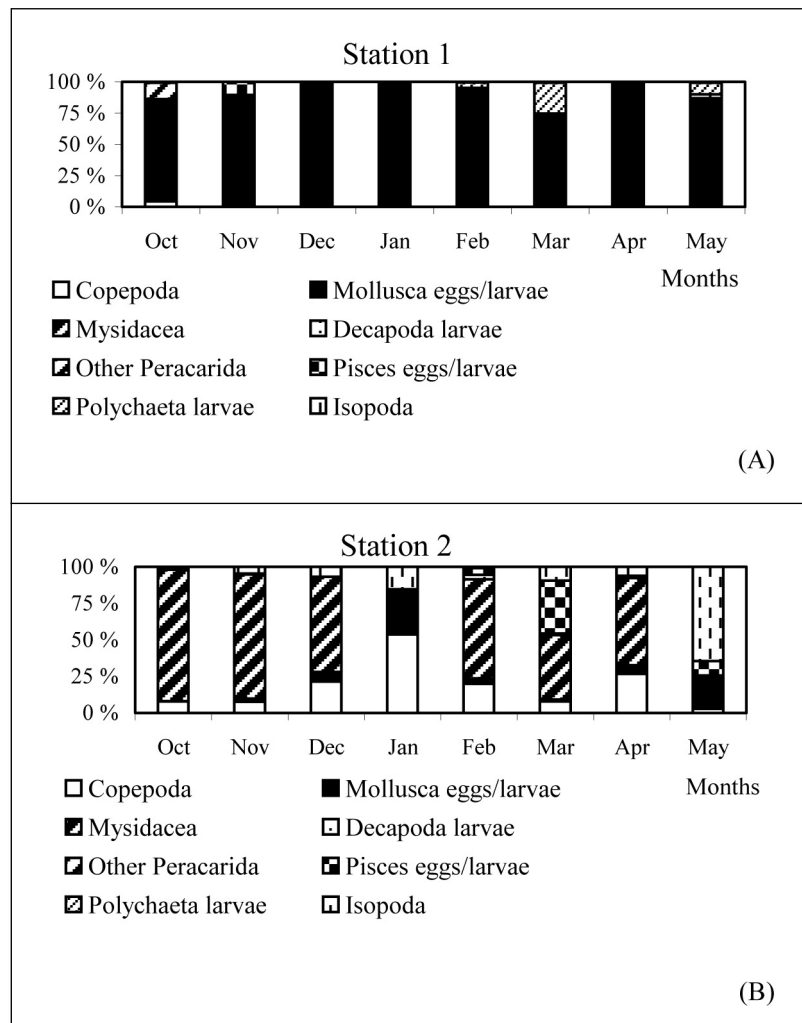 Station 1
100 %
75 %
50 %
25 %
0 %
Oct Nov Dec Jan Feb Mar Apr May
Months
Copepoda Mollusca eggs/larvae
Mysidacea Decapoda larvae
Other Peracarida Pisces eggs/larvae
Polychaeta larvae Isopoda
(A)
Station 2
100 %
75 %
50 %
25 %
0 %
Oct Nov Dec Jan Feb Mar Apr May
Months
Copepoda Mollusca eggs/larvae
Mysidacea Decapoda larvae
Other Peracarida Pisces eggs/larvae
Polychaeta larvae Isopoda
(B)